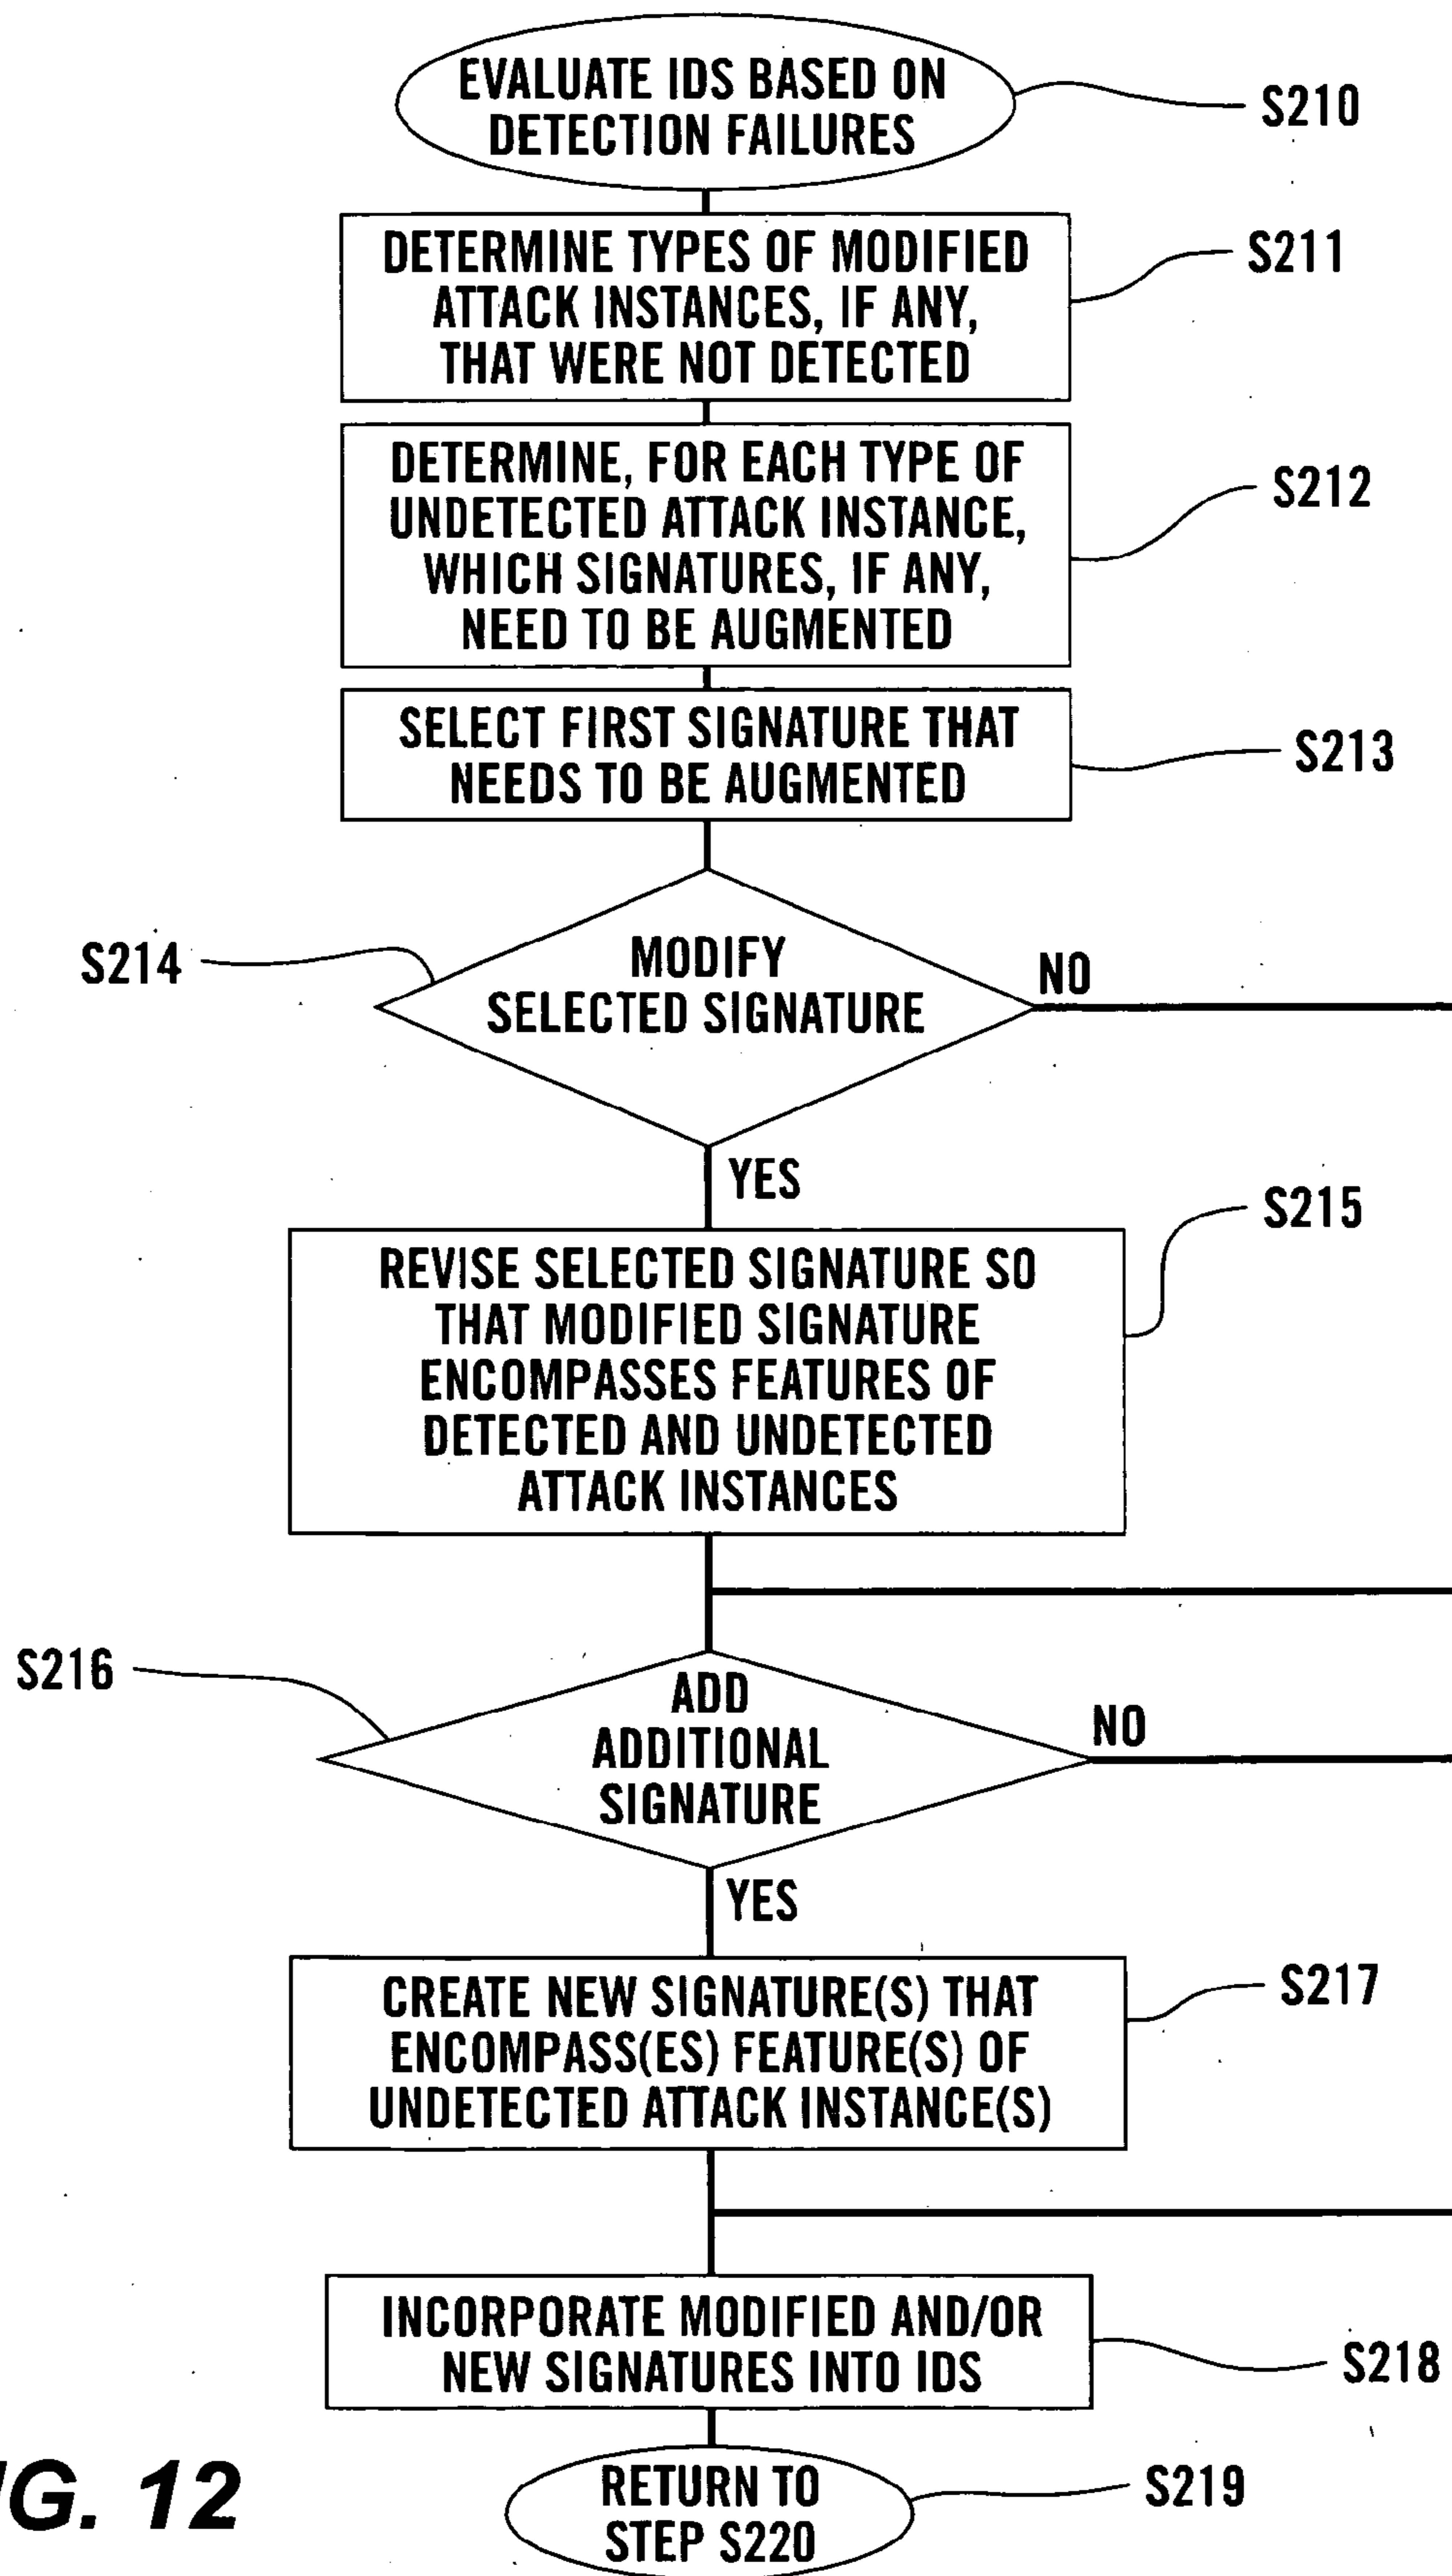 EVALUATE IDS BASED ON
DETECTION FAILURES
S210
DETERMINE TYPES OF MODIFIED
ATTACK INSTANCES, IF ANY,
THAT WERE NOT DETECTED
S211
DETERMINE, FOR EACH TYPE OF
UNDETECTED ATTACK INSTANCE,
WHICH SIGNATURES, IF ANY,
NEED TO BE AUGMENTED
S212
SELECT FIRST SIGNATURE THAT
NEEDS TO BE AUGMENTED
S213
S214
MODIFY
SELECTED SIGNATURE
NO
YES
REVISE SELECTED SIGNATURE SO
THAT MODIFIED SIGNATURE
ENCOMPASSES FEATURES OF
DETECTED AND UNDETECTED
ATTACK INSTANCES
S215
S216
ADD
ADDITIONAL
SIGNATURE
NO
YES
CREATE NEW SIGNATURE(S) THAT
ENCOMPASS(ES) FEATURE(S) OF
UNDETECTED ATTACK INSTANCE(S)
S217
INCORPORATE MODIFIED AND/OR
NEW SIGNATURES INTO IDS
S218
RETURN TO
STEP S220
S219
G. 12